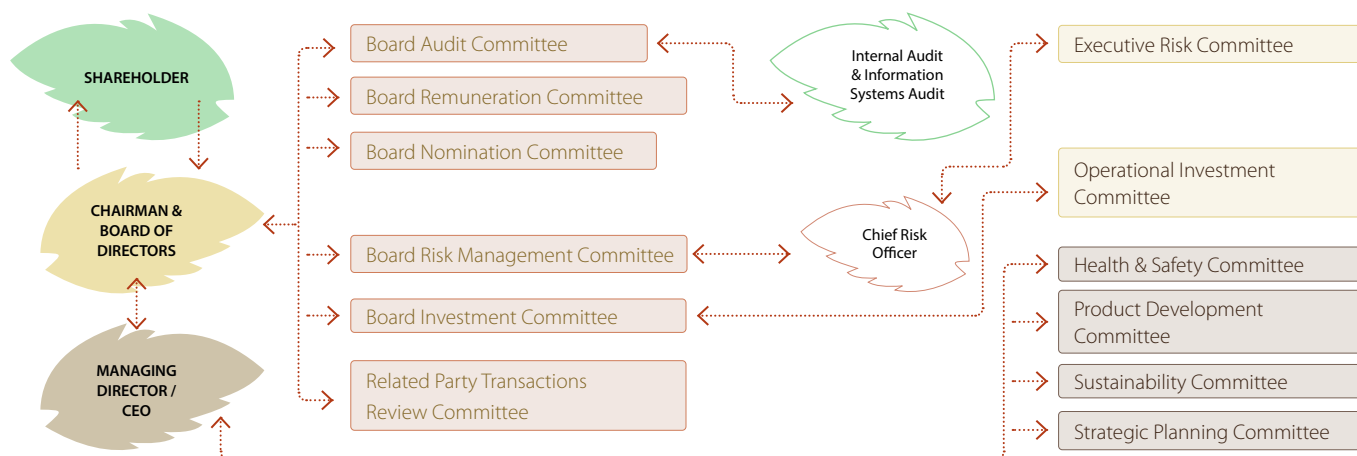 SHAREHOLDER
CHAIRMAN &
BOARD OF
DIRECTORS
MANAGING
DIRECTOR /
CEO
Board Audit Committee
Board Remuneration Committee
Board Nomination Committee
Board Risk Management Committee
Board Investment Committee
Related Party Transactions
Review Committee
Internal Audit
& Information
Systems Audit
Chief Risk
Officer
Executive Risk Committee
Operational Investment
Committee
Health & Safety Committee
Product Development
Committee
Sustainability Committee
Strategic Planning Committee